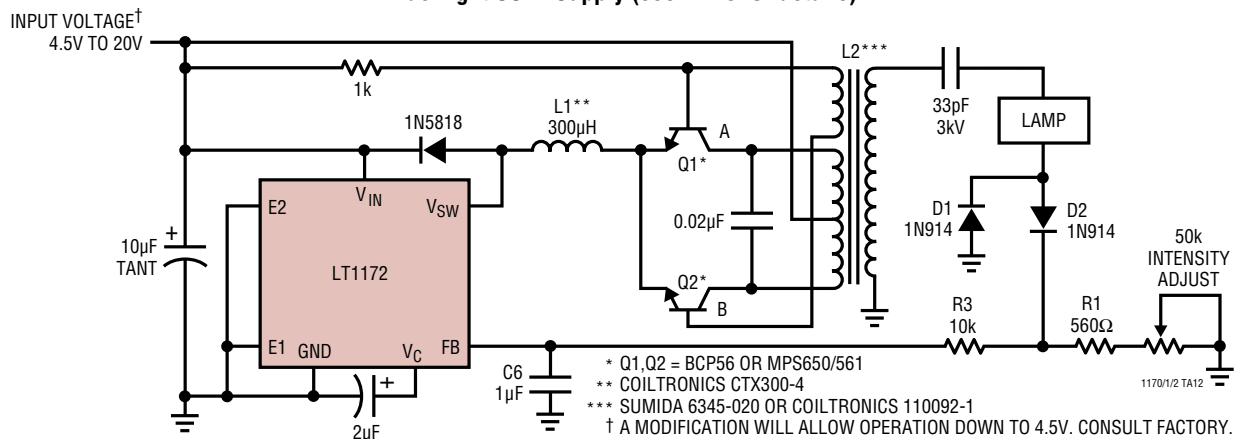 INPUT VOLTAGE†
4.5V TO 20V
1k
1N5818
L1**
300µH
A
Q1*
L2***
33pF
3kV
LAMP
E2
VIN
VSW
10µF
TANT
+
LT1172
0.02µF
Q2*
B
D1
1N914
D2
1N914
50k
INTENSITY
ADJUST
R3
10k
R1
560Ω
E1
GND
VC
FB
+
2µF
C6
1µF
* Q1,Q2 = BCP56 OR MPS650/561
** COILTRONICS CTX300-4
*** SUMIDA 6345-020 OR COILTRONICS 110092-1
† A MODIFICATION WILL ALLOW OPERATION DOWN TO 4.5V. CONSULT FACTORY.
1170/1/2 TA12